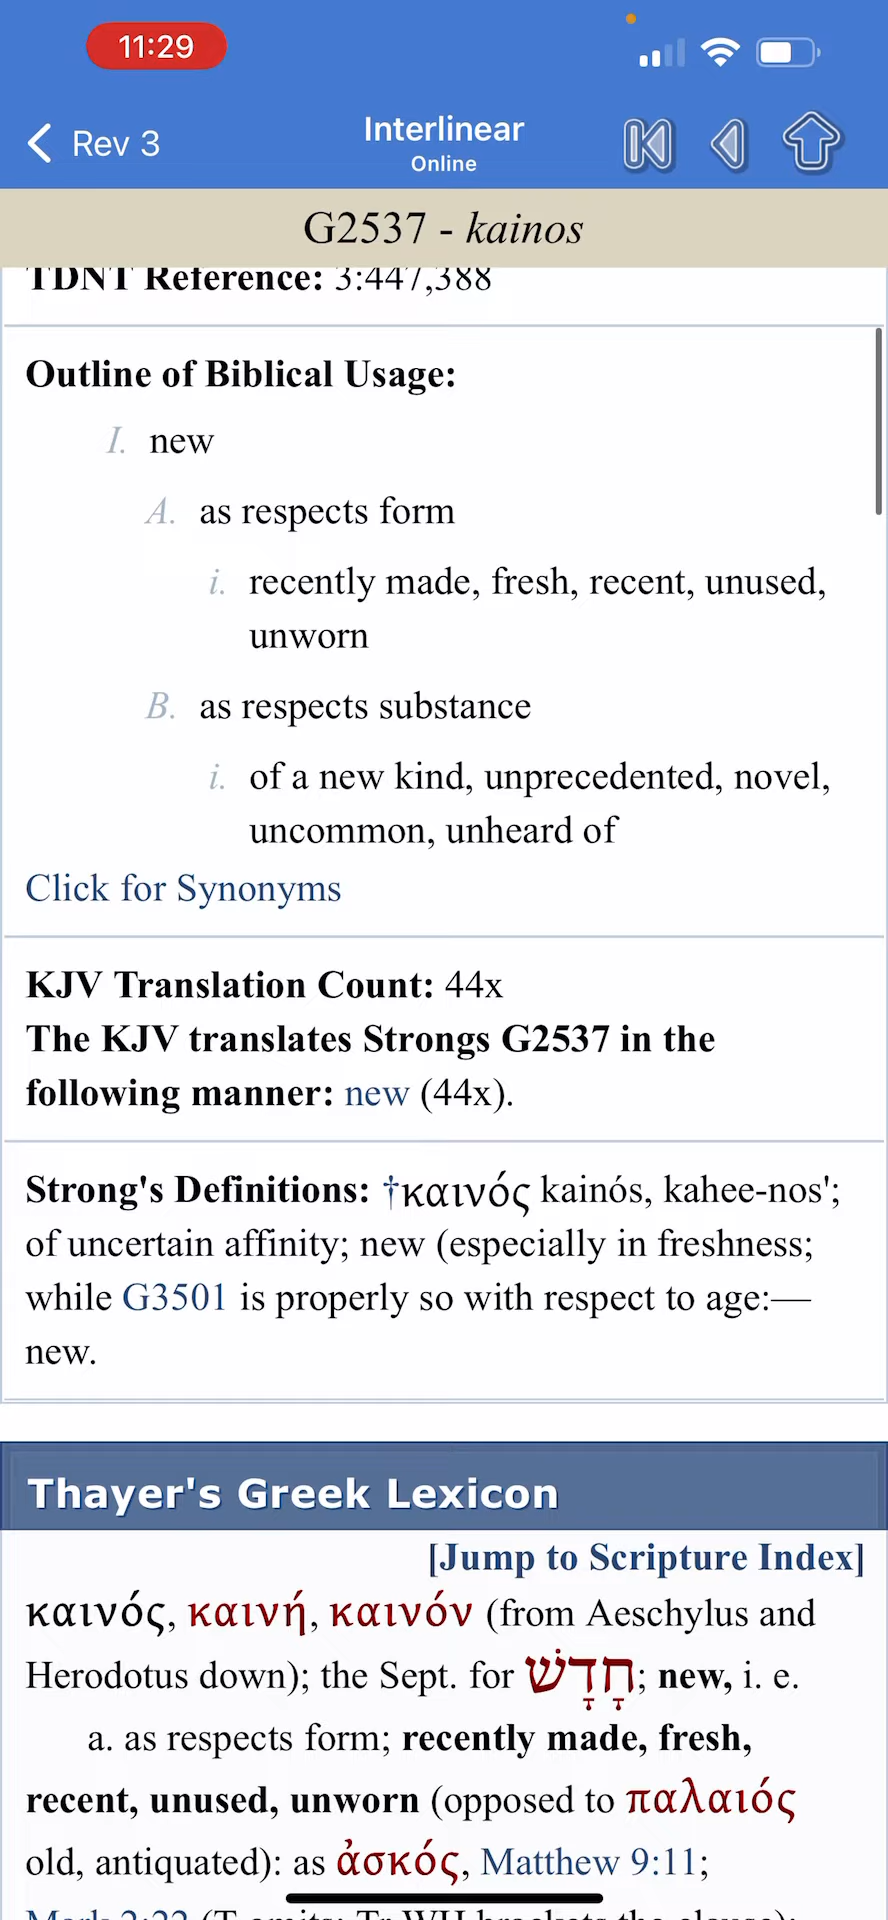 11:29
Rev 3
Interlinear
Online
G2537 - kainos
TDNT Reference: 3:447,388
Outline of Biblical Usage:
I. new
A. as respects form
i. recently made, fresh, recent, unused,
unworn
B. as respects substance
i. of a new kind, unprecedented, novel,
uncommon, unheard of
Click for Synonyms
KJV Translation Count: 44x
The KJV translates Strongs G2537 in the
following manner: new (44x).
Strong's Definitions: †καινός kainós, kahee-nos';
of uncertain affinity; new (especially in freshness;
while G3501 is properly so with respect to age:—
new.
Thayer's Greek Lexicon
[Jump to Scripture Index]
καινός, καινή, καινόν (from Aeschylus and
Herodotus down); the Sept. for חָדָשׁ; new, i. e.
a. as respects form; recently made, fresh,
recent, unused, unworn (opposed to παλαιός
old, antiquated): as ἀσκός, Matthew 9:11;